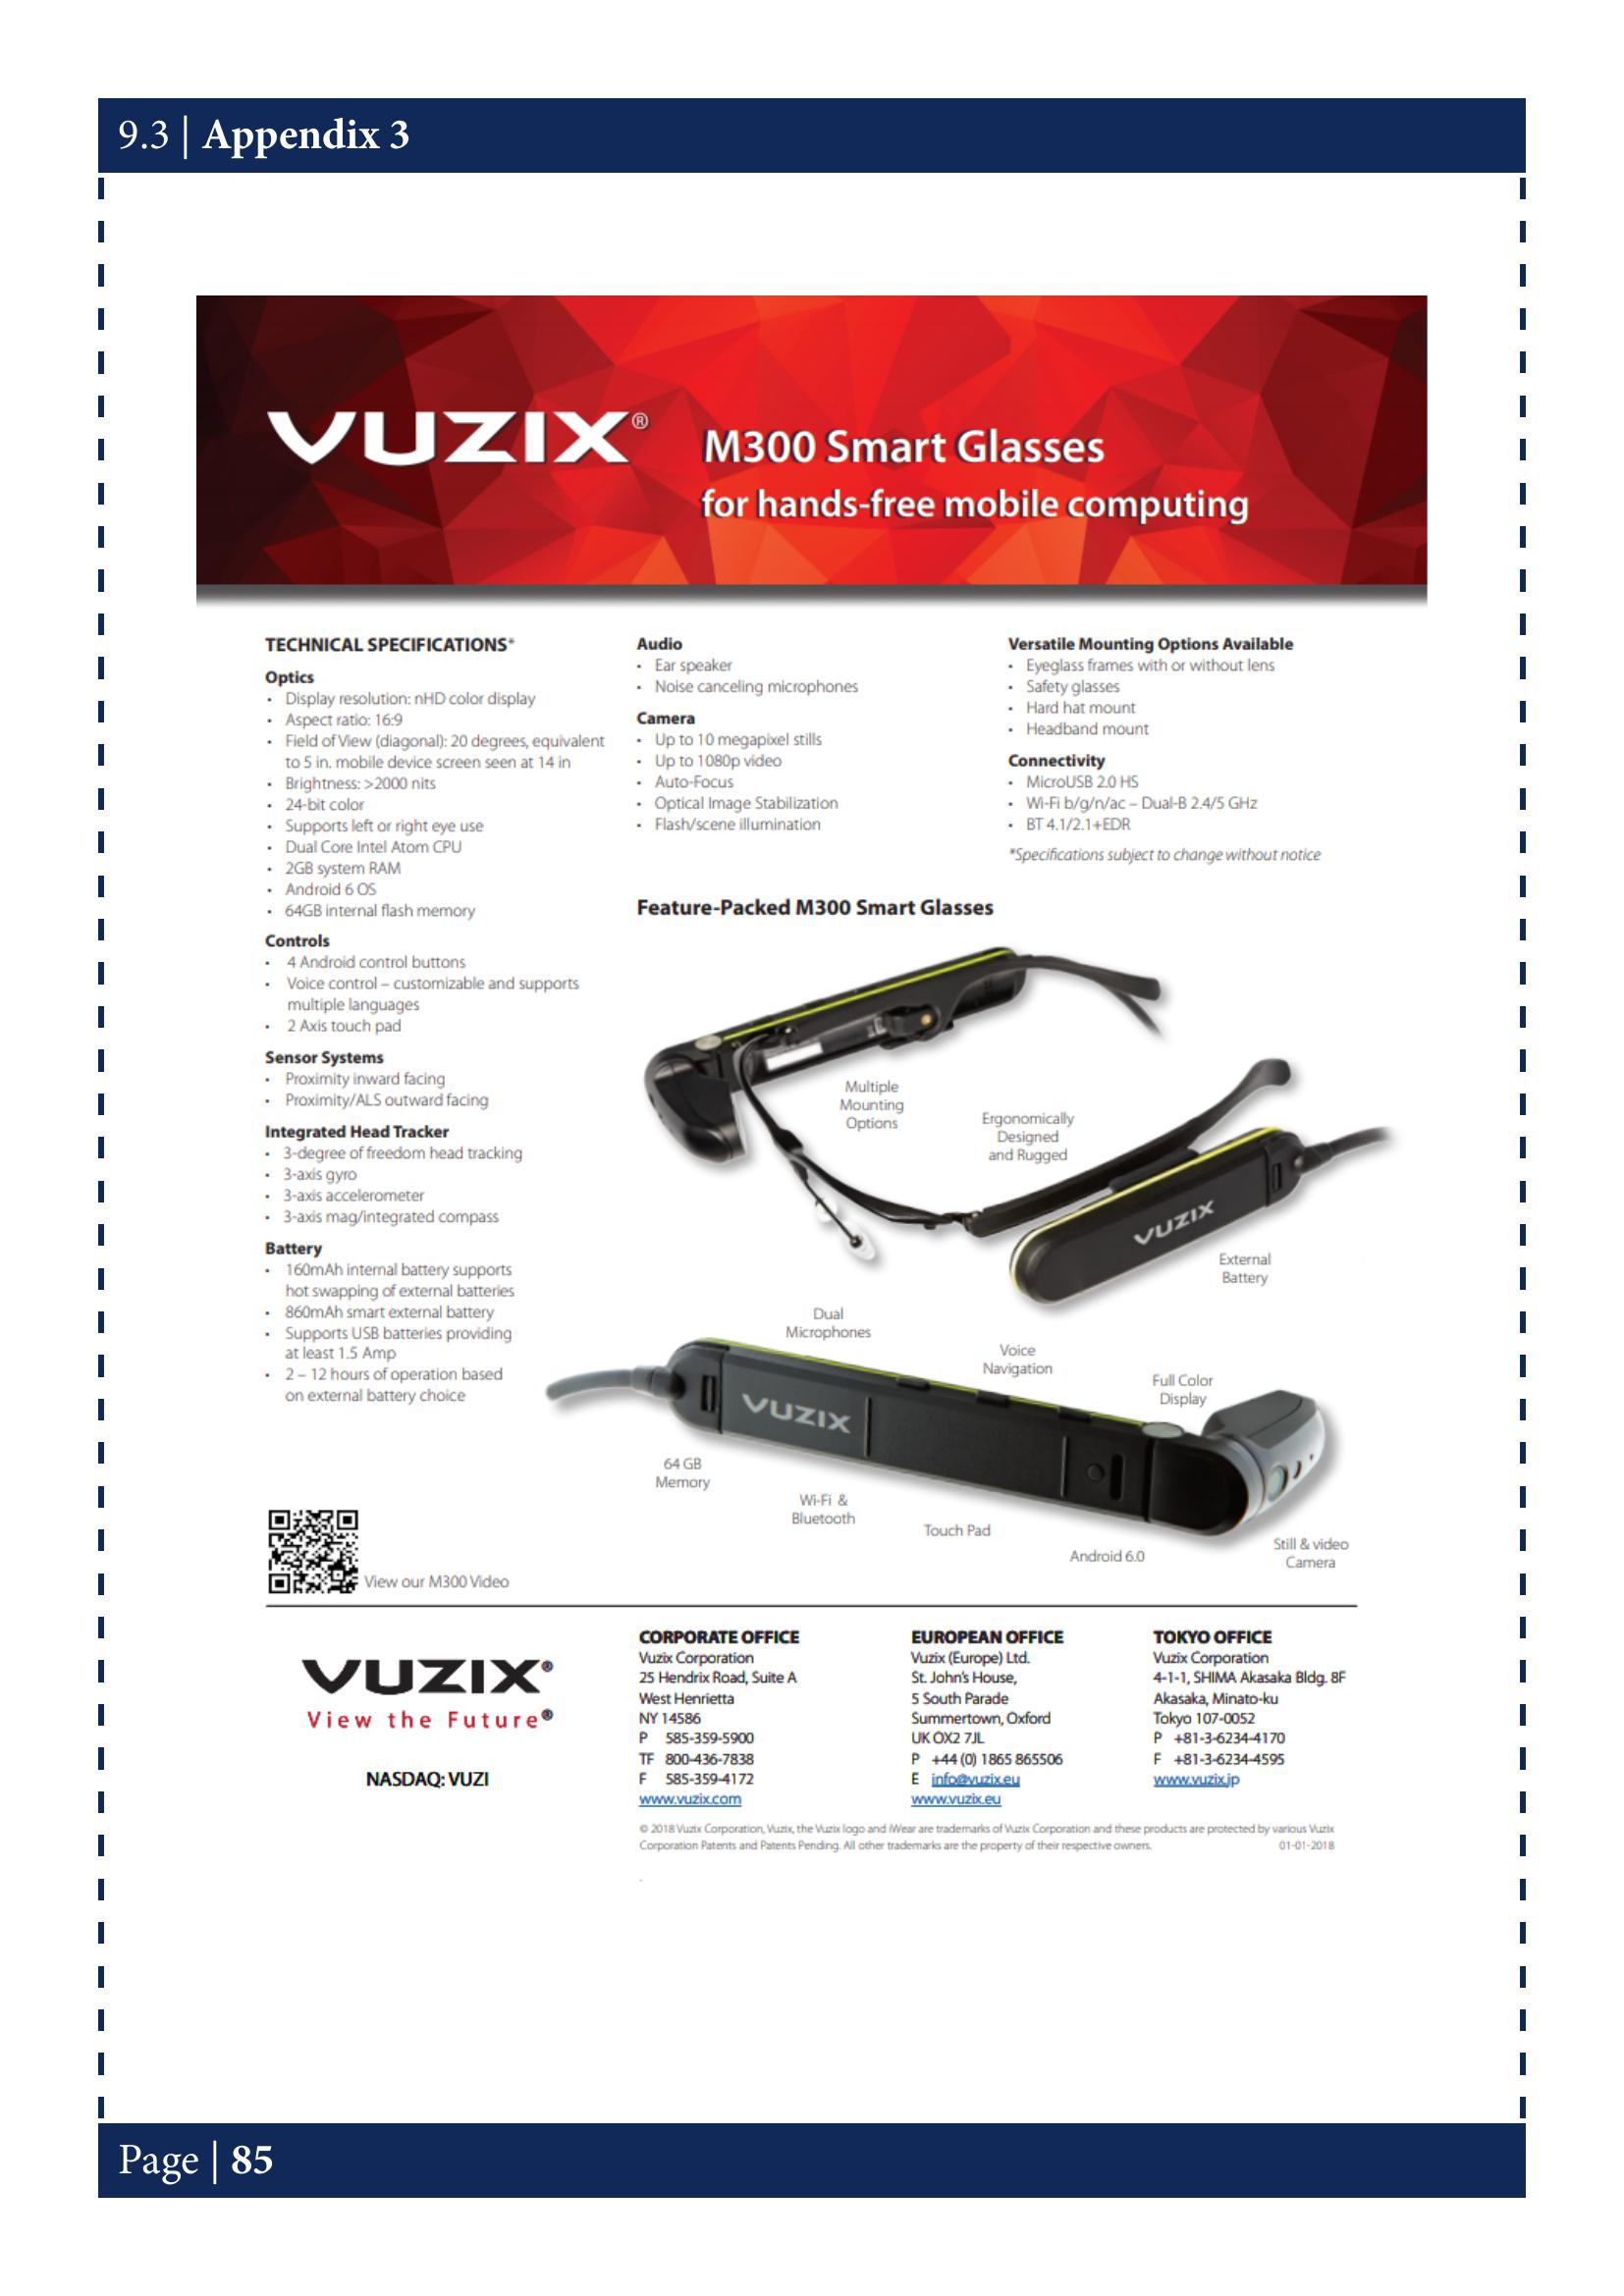 9.3 | Appendix 3
VUZIX®
M300 Smart Glasses
for hands-free mobile computing
TECHNICAL SPECIFICATIONS*
Optics
• Display resolution: nHD color display
• Aspect ratio: 16:9
• Field of View (diagonal): 20 degrees, equivalent
to 5 in. mobile device screen seen at 14 in
• Brightness: >2000 nits
• 24-bit color
• Supports left or right eye use
• Dual Core Intel Atom CPU
• 2GB system RAM
• Android 6 OS
• 64GB internal flash memory
Controls
• 4 Android control buttons
• Voice control – customizable and supports
multiple languages
• 2 Axis touch pad
Sensor Systems
• Proximity inward facing
• Proximity/ALS outward facing
Integrated Head Tracker
• 3-degree of freedom head tracking
• 3-axis gyro
• 3-axis accelerometer
• 3-axis mag/integrated compass
Battery
• 160mAh internal battery supports
hot swapping of external batteries
• 860mAh smart external battery
• Supports USB batteries providing
at least 1.5 Amp
• 2 – 12 hours of operation based
on external battery choice
Audio
• Ear speaker
• Noise canceling microphones
Camera
• Up to 10 megapixel stills
• Up to 1080p video
• Auto-Focus
• Optical Image Stabilization
• Flash/scene illumination
Versatile Mounting Options Available
• Eyeglass frames with or without lens
• Safety glasses
• Hard hat mount
• Headband mount
Connectivity
• MicroUSB 2.0 HS
• Wi-Fi b/g/n/ac – Dual-B 2.4/5 GHz
• BT 4.1/2.1+EDR
*Specifications subject to change without notice
Feature-Packed M300 Smart Glasses
Multiple
Mounting
Options
Ergonomically
Designed
and Rugged
VUZIX
External
Battery
Dual
Microphones
Voice
Navigation
Full Color
Display
VUZIX
64 GB
Memory
Wi-Fi &
Bluetooth
Touch Pad
Android 6.0
Still & video
Camera
View our M300 Video
VUZIX®
View the Future®
NASDAQ: VUZI
CORPORATE OFFICE
Vuzix Corporation
25 Hendrix Road, Suite A
West Henrietta
NY 14586
P 585-359-5900
TF 800-436-7838
F 585-359-4172
www.vuzix.com
EUROPEAN OFFICE
Vuzix (Europe) Ltd.
St. John's House,
5 South Parade
Summertown, Oxford
UK OX2 7JL
P +44 (0) 1865 865506
E info@vuzix.eu
www.vuzix.eu
TOKYO OFFICE
Vuzix Corporation
4-1-1, SHIMA Akasaka Bldg. 8F
Akasaka, Minato-ku
Tokyo 107-0052
P +81-3-6234-4170
F +81-3-6234-4595
www.vuzix.jp
© 2018 Vuzix Corporation, Vuzix, the Vuzix logo and iWear are trademarks of Vuzix Corporation and these products are protected by various Vuzix
Corporation Patents and Patents Pending. All other trademarks are the property of their respective owners. 01-01-2018
Page | 85